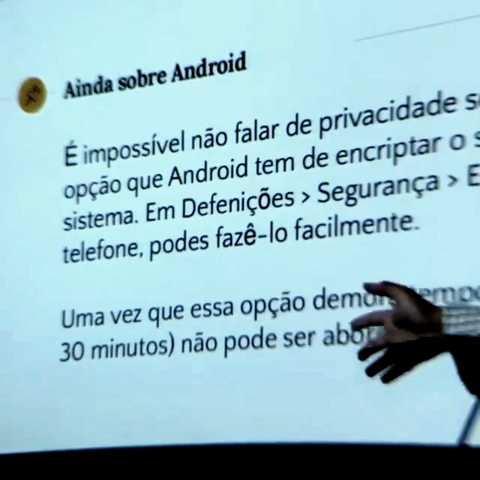 Ainda sobre Android
É impossível não falar de privacidade
opção que Android tem de encriptar o
sistema. Em Defenições > Segurança >
telefone, podes fazê-lo facilmente.
Uma vez que essa opção
30 minutos) não pode ser